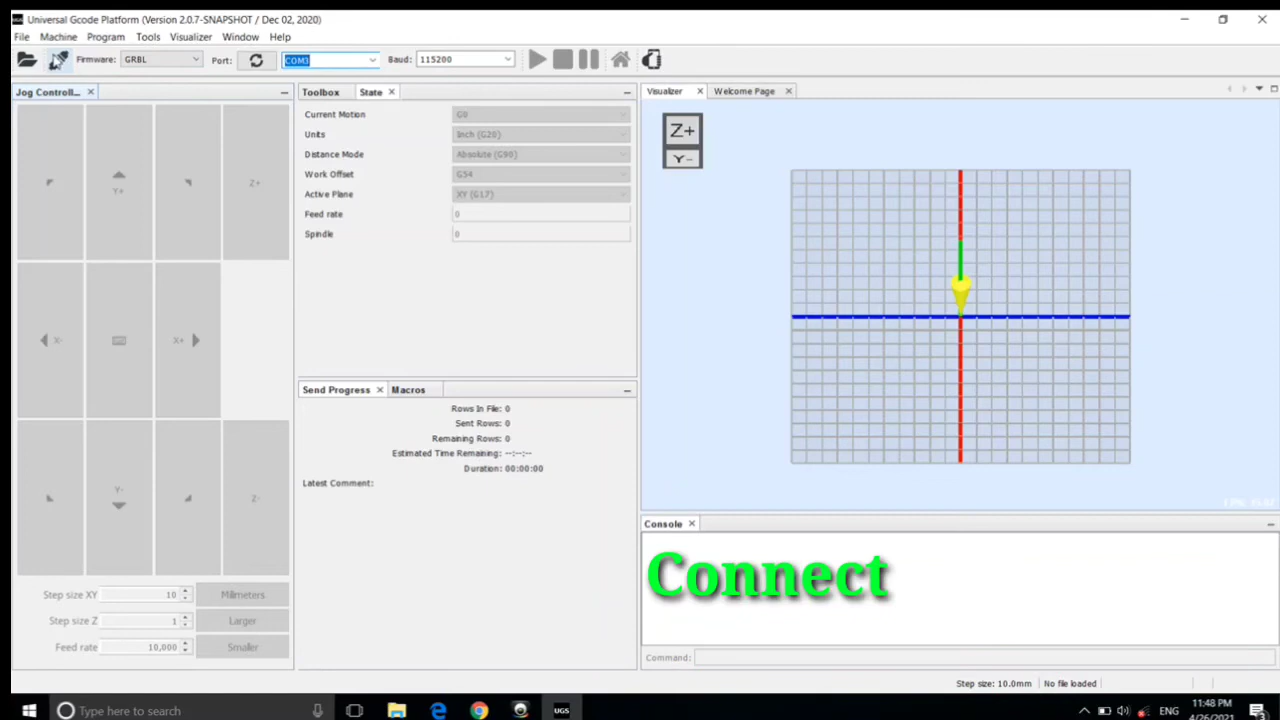 UGS Universal Gcode Platform (Version 2.0.7-SNAPSHOT / Dec 02, 2020)
File Machine Program Tools Visualizer Window Help
Firmware: GRBL Port: COM3 Baud: 115200
Jog Controll...
Y+
Z+
X-
X+
Y-
Z-
Step size XY 10 Millimeters
Step size Z 1 Larger
Feed rate 10,000 Smaller
Toolbox State
Current Motion G0
Units Inch (G20)
Distance Mode Absolute (G90)
Work Offset G54
Active Plane XY (G17)
Feed rate 0
Spindle 0
Send Progress Macros
Rows In File: 0
Sent Rows: 0
Remaining Rows: 0
Estimated Time Remaining: --:--:--
Duration: 00:00:00
Latest Comment:
Visualizer Welcome Page
Z+
Y-
Console
Connect
Command:
Step size: 10.0mm No file loaded
Type here to search
UGS
ENG
11:48 PM
4/26/2021